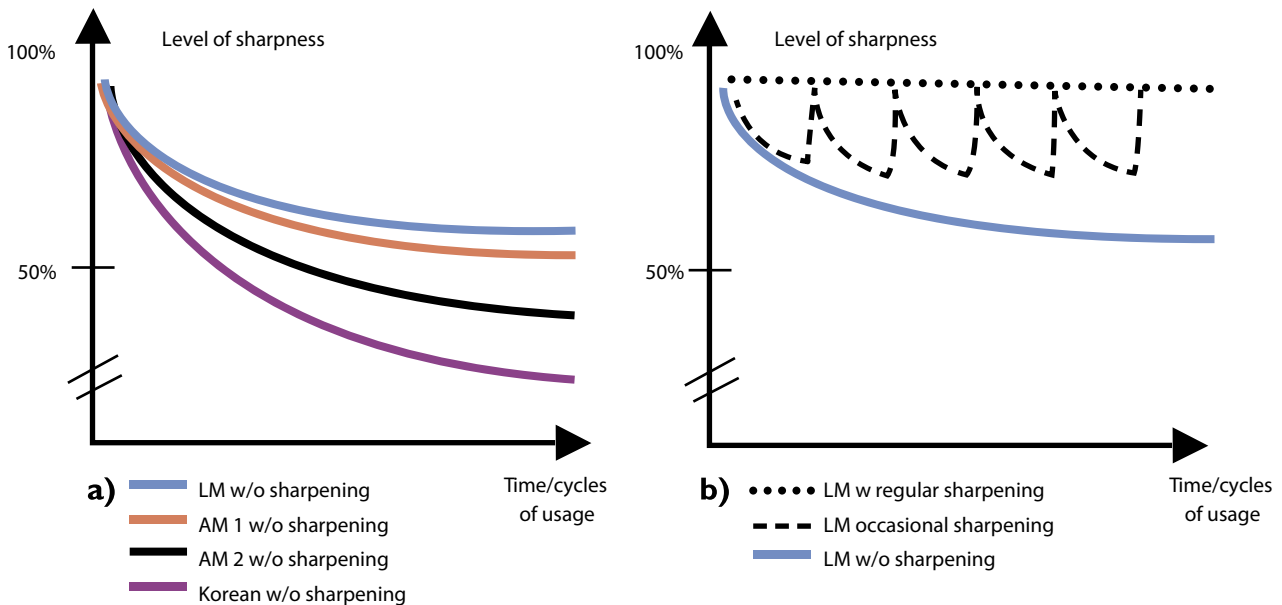 100%
Level of sharpness
50%
a)
LM w/o sharpening
AM 1 w/o sharpening
AM 2 w/o sharpening
Korean w/o sharpening
Time/cycles
of usage
100%
Level of sharpness
50%
b)
LM w regular sharpening
LM occasional sharpening
LM w/o sharpening
Time/cycles
of usage